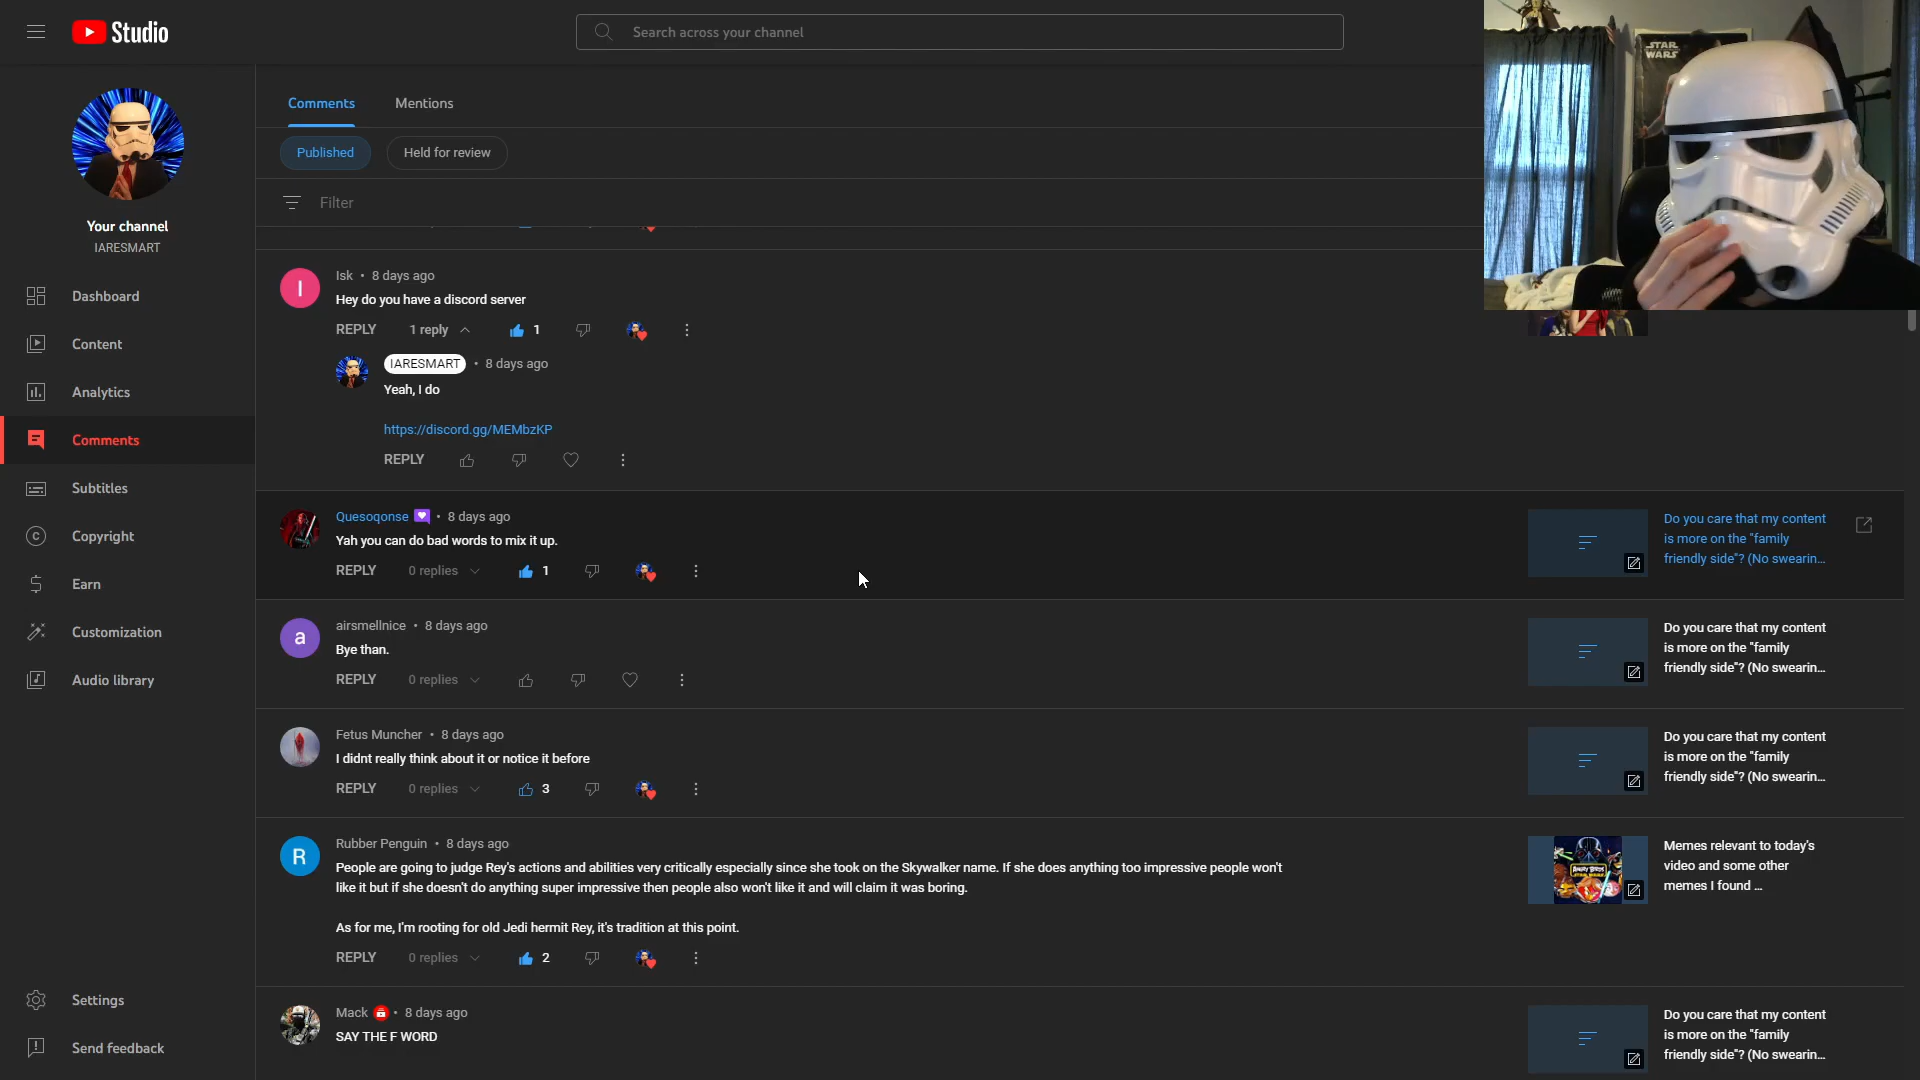 Studio
Search across your channel
STAR
WARS
Your channel
IARESMART
Dashboard
Content
Analytics
Comments
Subtitles
Copyright
Earn
Customization
Audio library
Settings
Send feedback
Comments
Mentions
Published
Held for review
Filter
I
Isk • 8 days ago
Hey do you have a discord server
REPLY 1 reply 1
IARESMART • 8 days ago
Yeah, I do
https://discord.gg/MEMbzKP
REPLY
Quesoqonse • 8 days ago
Yah you can do bad words to mix it up.
REPLY 0 replies 1
Do you care that my content
is more on the "family
friendly side"? (No swearin...
a
airsmellnice • 8 days ago
Bye than.
REPLY 0 replies
Do you care that my content
is more on the "family
friendly side"? (No swearin...
Fetus Muncher • 8 days ago
I didnt really think about it or notice it before
REPLY 0 replies 3
Do you care that my content
is more on the "family
friendly side"? (No swearin...
R
Rubber Penguin • 8 days ago
People are going to judge Rey's actions and abilities very critically especially since she took on the Skywalker name. If she does anything too impressive people won't
like it but if she doesn't do anything super impressive then people also won't like it and will claim it was boring.
As for me, I'm rooting for old Jedi hermit Rey, it's tradition at this point.
REPLY 0 replies 2
Memes relevant to today's
video and some other
memes I found ...
Mack • 8 days ago
SAY THE F WORD
Do you care that my content
is more on the "family
friendly side"? (No swearin...